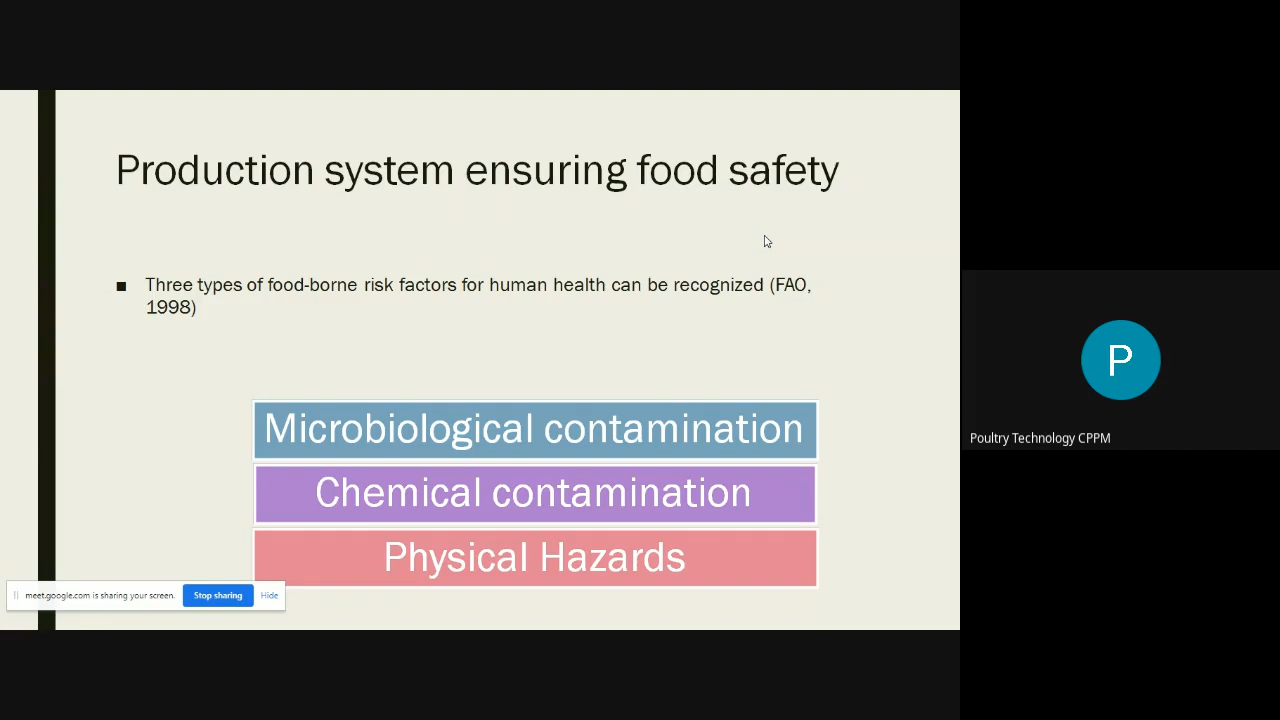 Production system ensuring food safety
■ Three types of food-borne risk factors for human health can be recognized (FAO,
1998)
Microbiological contamination
Chemical contamination
Physical Hazards
meet.google.com is sharing your screen. Stop sharing Hide
P
Poultry Technology CPPM